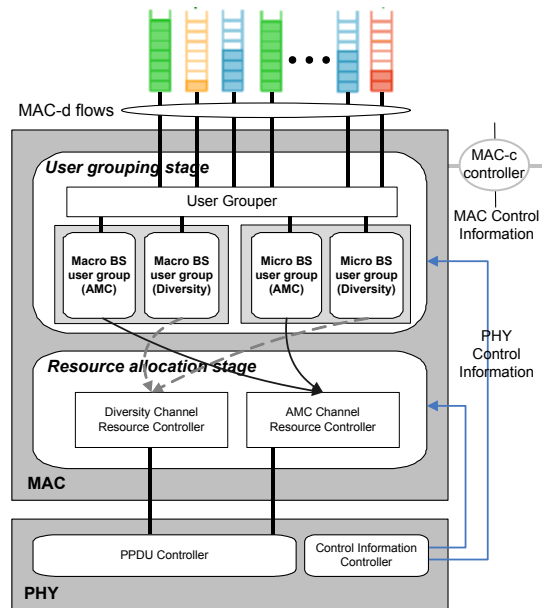 MAC-d flows
User grouping stage
MAC-c
controller
User Grouper
MAC Control
Information
Macro BS
user group
(AMC)
Macro BS
user group
(Diversity)
Micro BS
user group
(AMC)
Micro BS
user group
(Diversity)
PHY
Control
Information
Resource allocation stage
Diversity Channel
Resource Controller
AMC Channel
Resource Controller
MAC
PPDU Controller
Control Information
Controller
PHY